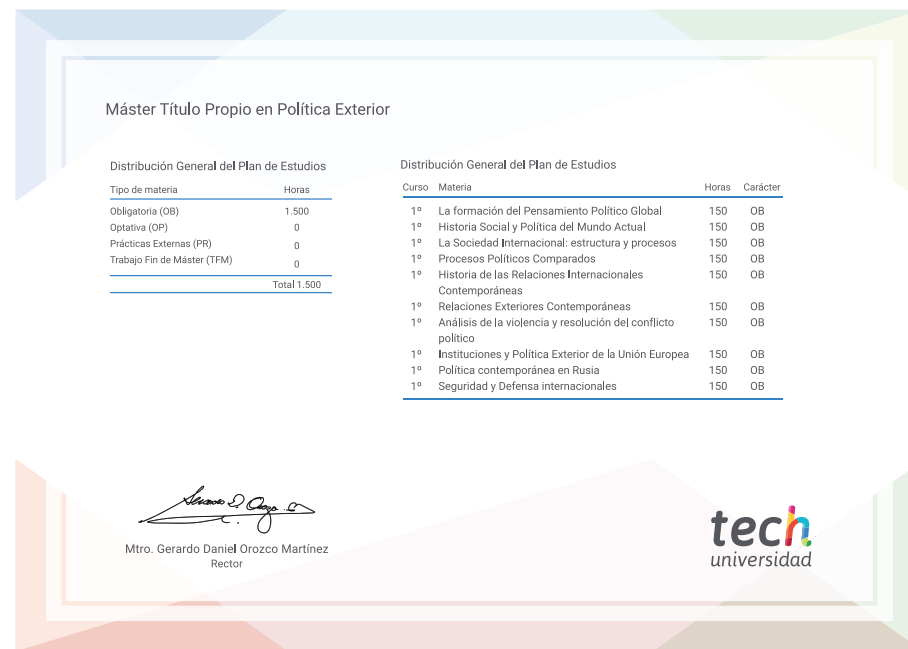 Máster Título Propio en Política Exterior
Distribución General del Plan de Estudios
Tipo de materia Horas
Obligatoria (OB) 1.500
Optativa (OP) 0
Prácticas Externas (PR) 0
Trabajo Fin de Máster (TFM) 0
Total 1.500
Distribución General del Plan de Estudios
Curso Materia Horas Carácter
1º La formación del Pensamiento Político Global 150 OB
1º Historia Social y Política del Mundo Actual 150 OB
1º La Sociedad Internacional: estructura y procesos 150 OB
1º Procesos Políticos Comparados 150 OB
1º Historia de las Relaciones Internacionales 150 OB
Contemporáneas
1º Relaciones Exteriores Contemporáneas 150 OB
1º Análisis de la violencia y resolución del conflicto 150 OB
político
1º Instituciones y Política Exterior de la Unión Europea 150 OB
1º Política contemporánea en Rusia 150 OB
1º Seguridad y Defensa internacionales 150 OB
Mtro. Gerardo Daniel Orozco Martínez
Rector
tech
universidad